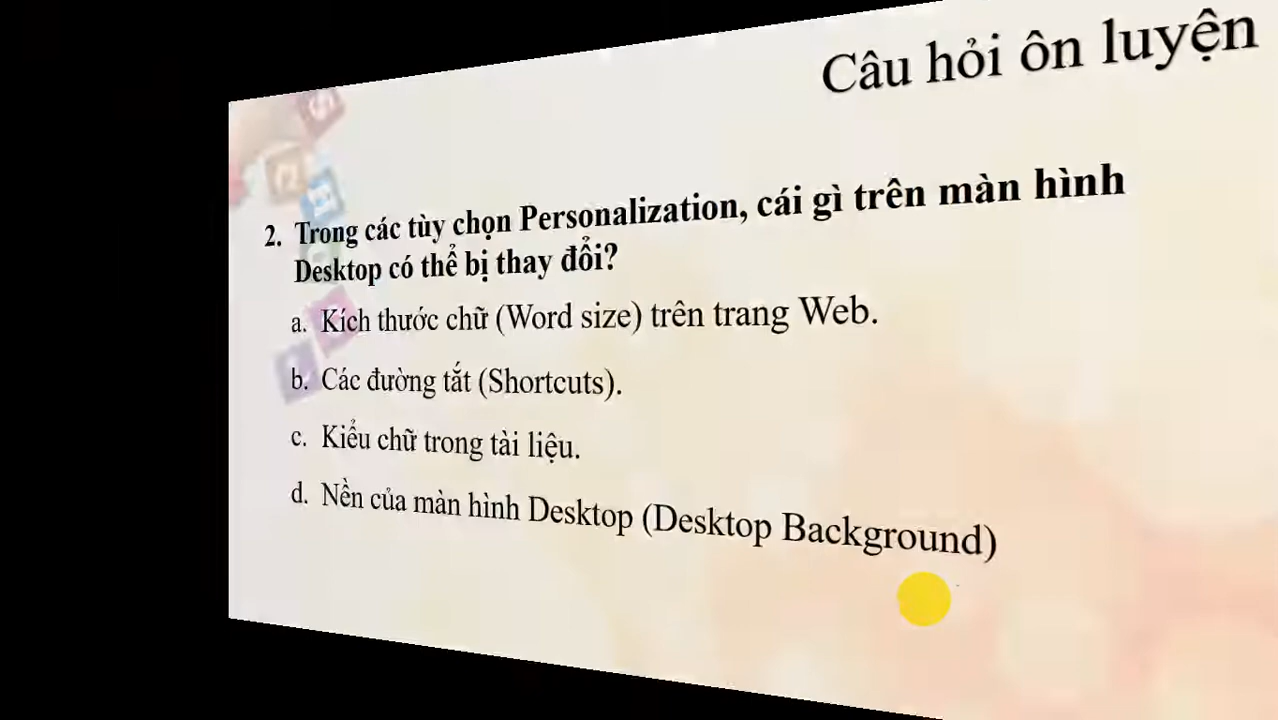 Câu hỏi ôn luyện
2. Trong các tùy chọn Personalization, cái gì trên màn hình
Desktop có thể bị thay đổi?
a. Kích thước chữ (Word size) trên trang Web.
b. Các đường tắt (Shortcuts).
c. Kiểu chữ trong tài liệu.
d. Nền của màn hình Desktop (Desktop Background)